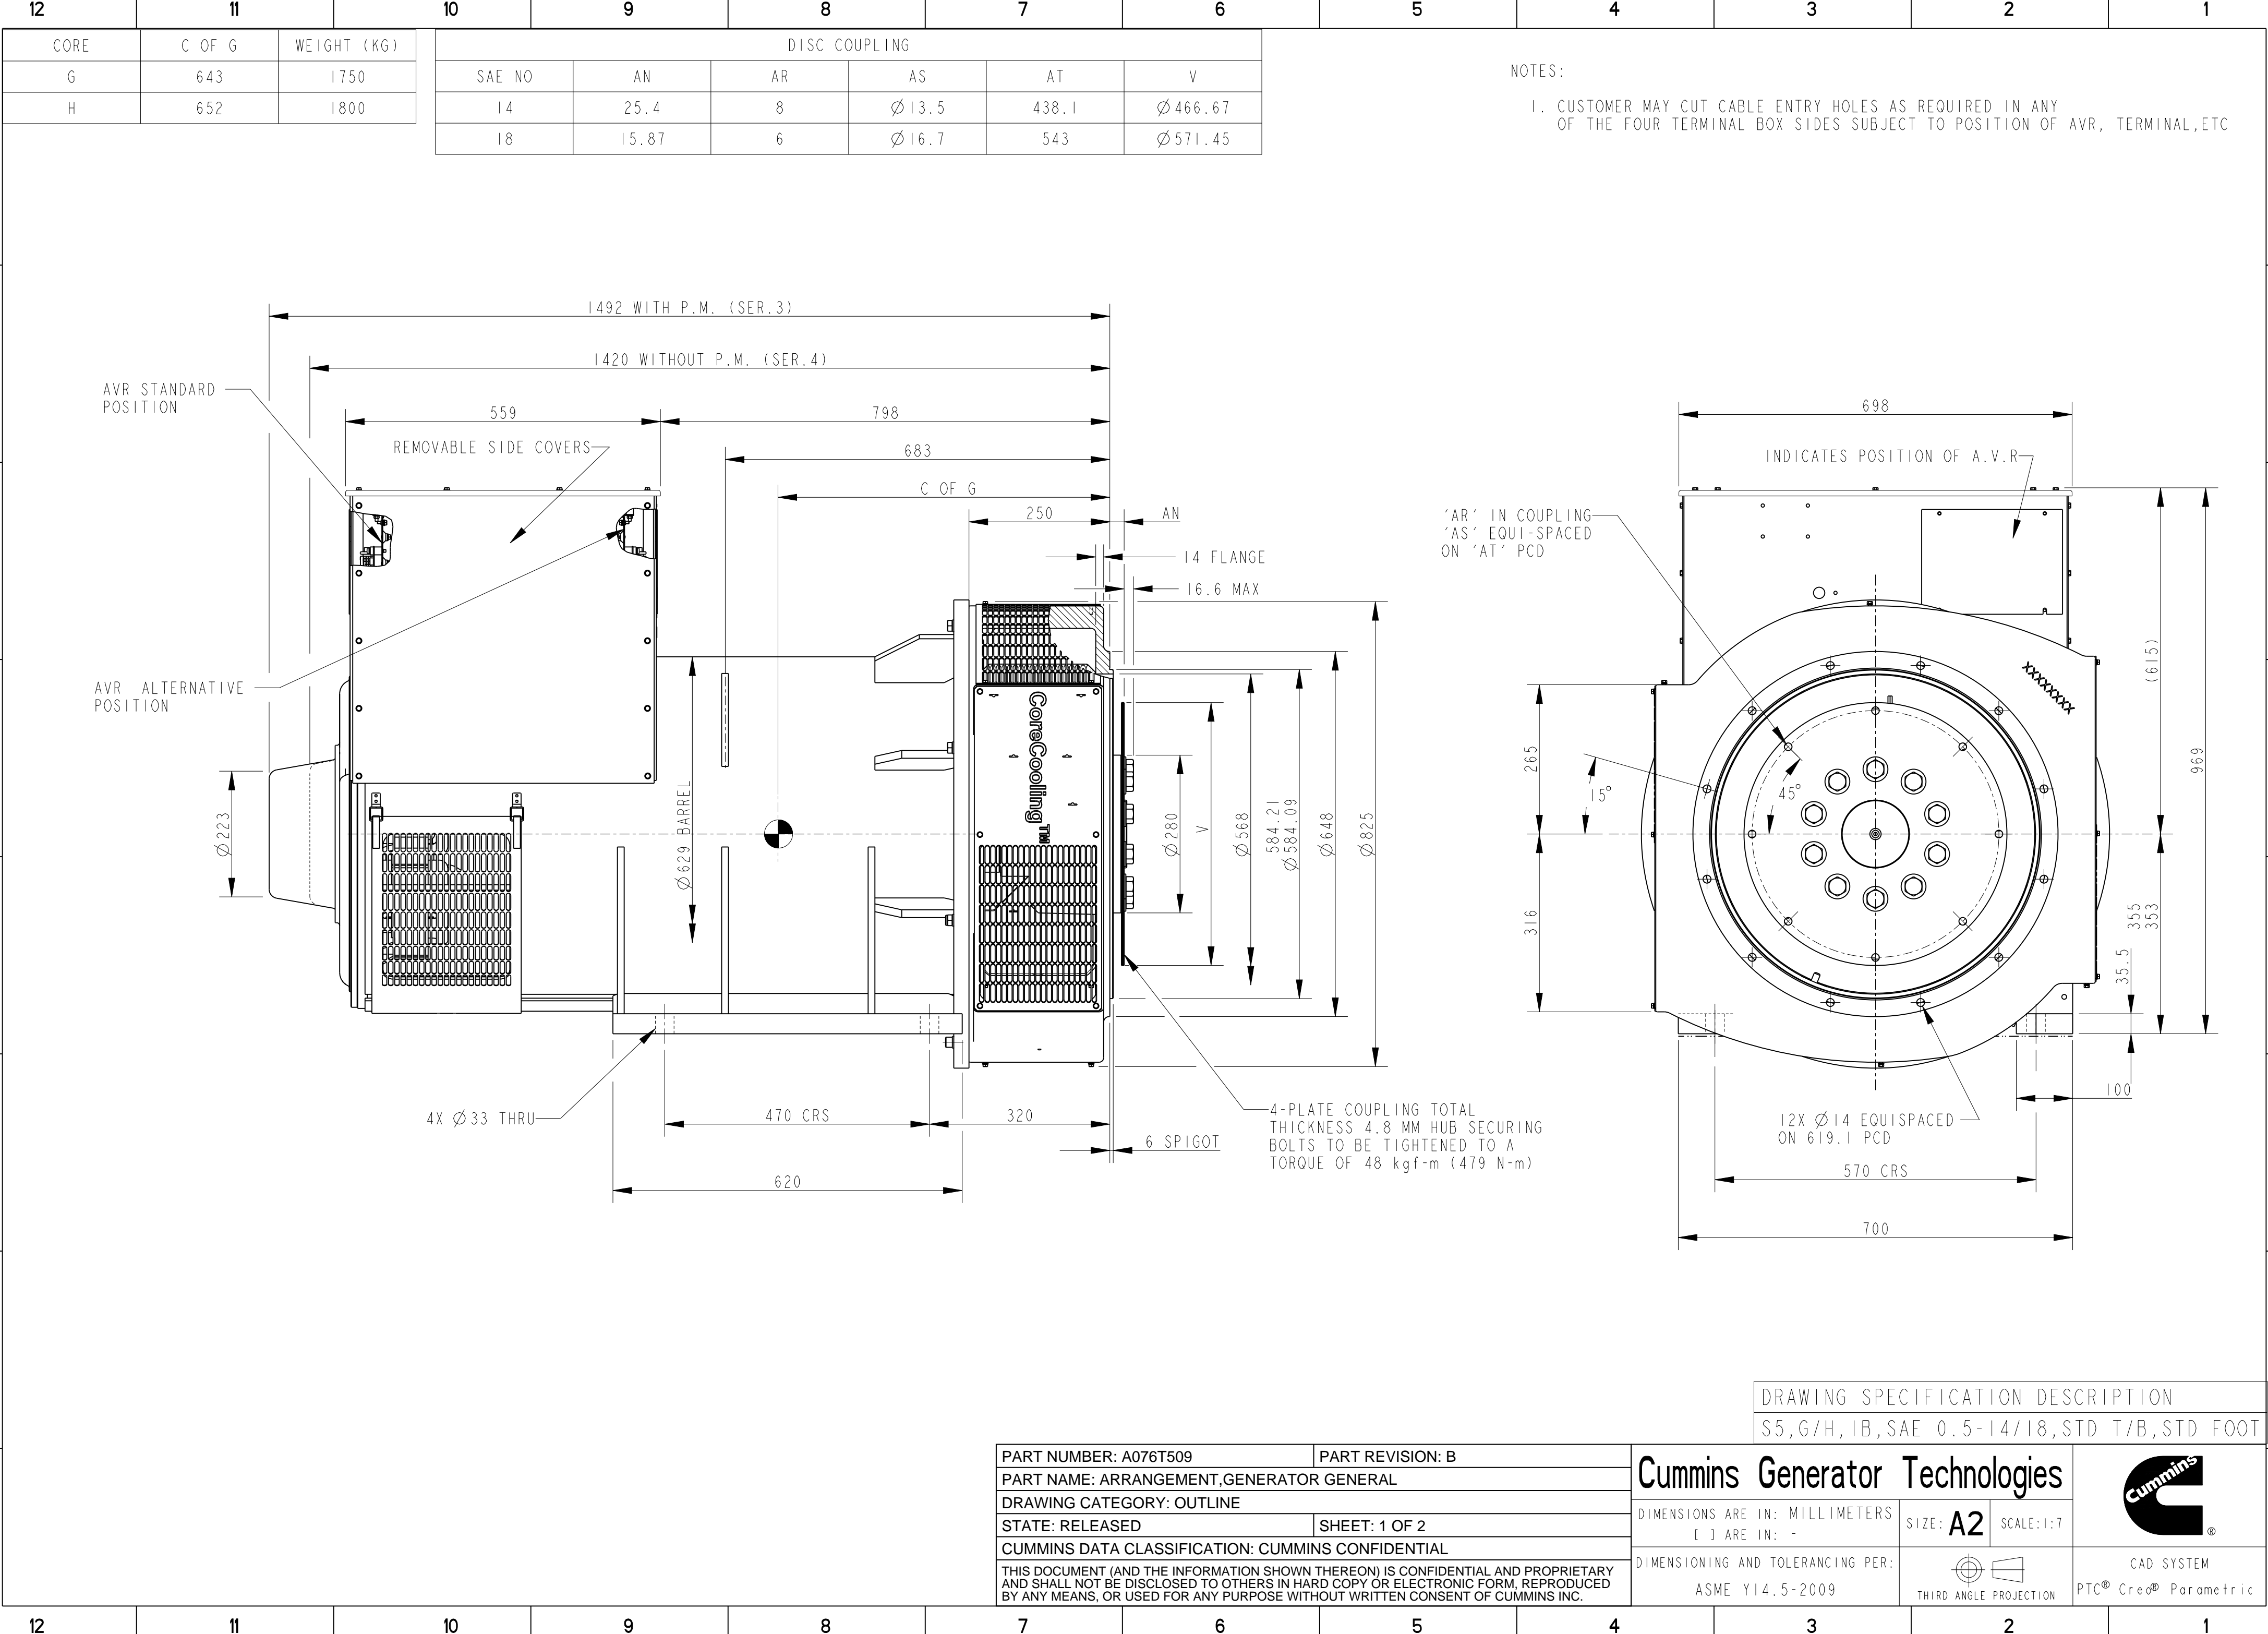 12 11 10 9 8 7 6 5 4 3 2 1
CORE C OF G WEIGHT (KG)
G 643 1750
H 652 1800
DISC COUPLING
SAE NO AN AR AS AT V
14 25.4 8 Ø13.5 438.1 Ø466.67
18 15.87 6 Ø16.7 543 Ø571.45
NOTES:
1. CUSTOMER MAY CUT CABLE ENTRY HOLES AS REQUIRED IN ANY
OF THE FOUR TERMINAL BOX SIDES SUBJECT TO POSITION OF AVR, TERMINAL,ETC
1492 WITH P.M. (SER.3)
1420 WITHOUT P.M. (SER.4)
AVR STANDARD
POSITION
559
798
REMOVABLE SIDE COVERS
683
C OF G
250
AN
14 FLANGE
16.6 MAX
AVR ALTERNATIVE
POSITION
CoreCooling TM
Ø223
Ø629 BARREL
Ø280
V
Ø568
584.21
Ø584.09
Ø648
Ø825
4X Ø33 THRU
470 CRS
320
6 SPIGOT
620
4-PLATE COUPLING TOTAL
THICKNESS 4.8 MM HUB SECURING
BOLTS TO BE TIGHTENED TO A
TORQUE OF 48 kgf-m (479 N-m)
698
INDICATES POSITION OF A.V.R
'AR' IN COUPLING
'AS' EQUI-SPACED
ON 'AT' PCD
XXXXXXXX
(615)
969
265
15°
45°
316
355
353
35.5
100
12X Ø14 EQUISPACED
ON 619.1 PCD
570 CRS
700
DRAWING SPECIFICATION DESCRIPTION
S5,G/H,1B,SAE 0.5-14/18,STD T/B,STD FOOT
PART NUMBER: A076T509 PART REVISION: B
PART NAME: ARRANGEMENT,GENERATOR GENERAL
DRAWING CATEGORY: OUTLINE
STATE: RELEASED SHEET: 1 OF 2
CUMMINS DATA CLASSIFICATION: CUMMINS CONFIDENTIAL
THIS DOCUMENT (AND THE INFORMATION SHOWN THEREON) IS CONFIDENTIAL AND PROPRIETARY
AND SHALL NOT BE DISCLOSED TO OTHERS IN HARD COPY OR ELECTRONIC FORM, REPRODUCED
BY ANY MEANS, OR USED FOR ANY PURPOSE WITHOUT WRITTEN CONSENT OF CUMMINS INC.
Cummins Generator Technologies
DIMENSIONS ARE IN: MILLIMETERS
[ ] ARE IN: -
SIZE: A2 SCALE:1:7
DIMENSIONING AND TOLERANCING PER:
ASME Y14.5-2009
THIRD ANGLE PROJECTION
Cummins ®
CAD SYSTEM
PTC® Creo® Parametric
12 11 10 9 8 7 6 5 4 3 2 1